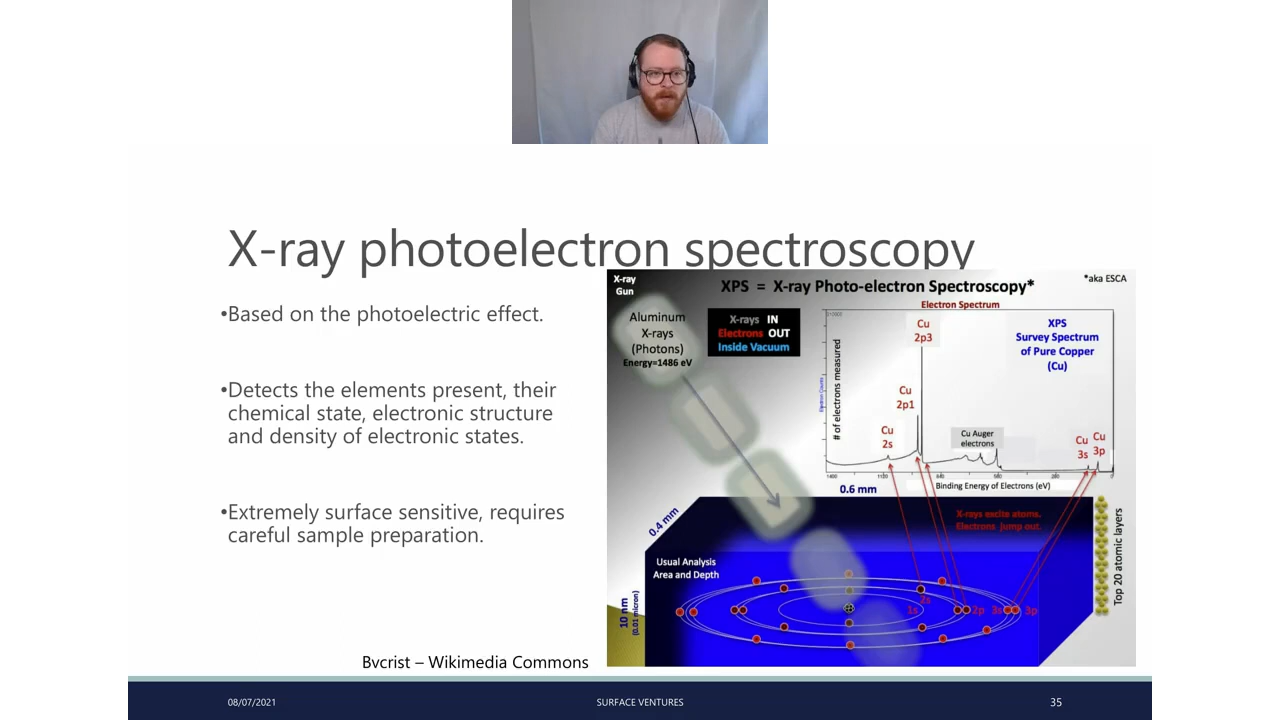 X-ray photoelectron spectroscopy
•Based on the photoelectric effect.
•Detects the elements present, their
chemical state, electronic structure
and density of electronic states.
•Extremely surface sensitive, requires
careful sample preparation.
X-ray
Gun
XPS = X-ray Photo-electron Spectroscopy*
*aka ESCA
Aluminum
X-rays
(Photons)
Energy=1486 eV
X-rays IN
Electrons OUT
Inside Vacuum
Electron Spectrum
Cu
2p3
XPS
Survey Spectrum
of Pure Copper
(Cu)
# of electrons measured
Electron Counts
Cu
2p1
Cu
2s
Cu Auger
electrons
Cu
3s
Cu
3p
1400
Binding Energy of Electrons (eV)
0.6 mm
0.4 mm
X-rays excite atoms.
Electrons jump out.
Usual Analysis
Area and Depth
10 nm
(0.01 micron)
1s
2s
2p
3s
3p
Top 20 atomic layers
Bvcrist – Wikimedia Commons
08/07/2021
SURFACE VENTURES
35